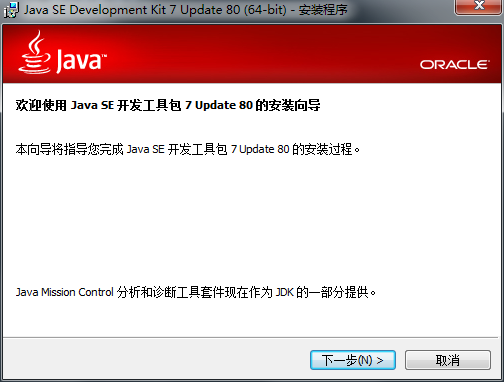 Java SE Development Kit 7 Update 80 (64-bit) - 安装程序
Java™
ORACLE®
欢迎使用 Java SE 开发工具包 7 Update 80 的安装向导
本向导将指导您完成 Java SE 开发工具包 7 Update 80 的安装过程。
Java Mission Control 分析和诊断工具套件现在作为 JDK 的一部分提供。
下一步(N) >
取消